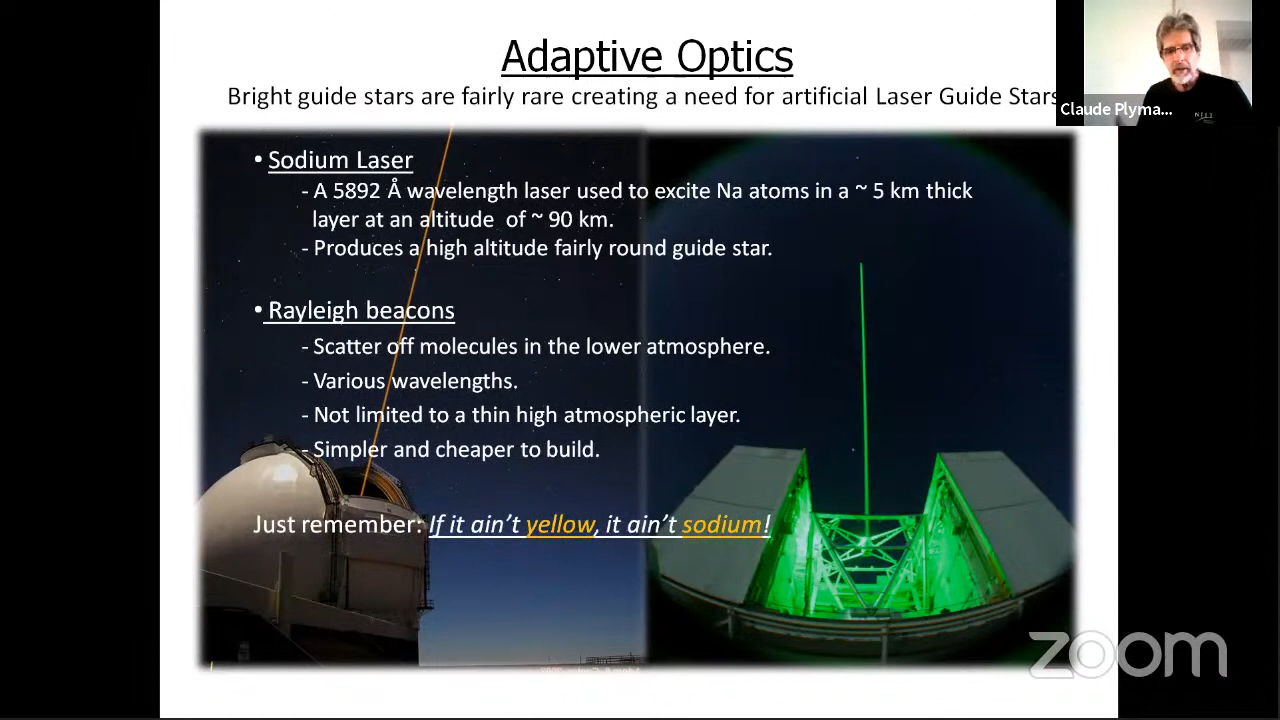 Adaptive Optics
Bright guide stars are fairly rare creating a need for artificial Laser Guide Stars
Claude Plyma...
• Sodium Laser
- A 5892 Å wavelength laser used to excite Na atoms in a ~ 5 km thick
layer at an altitude of ~ 90 km.
- Produces a high altitude fairly round guide star.
• Rayleigh beacons
- Scatter off molecules in the lower atmosphere.
- Various wavelengths.
- Not limited to a thin high atmospheric layer.
- Simpler and cheaper to build.
Just remember: If it ain't yellow, it ain't sodium!
zoom